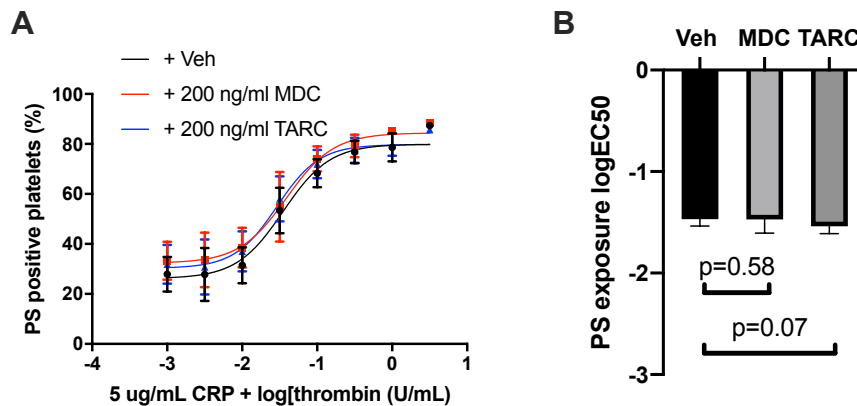 A
+ Veh
+ 200 ng/ml MDC
+ 200 ng/ml TARC
PS positive platelets (%)
100
80
60
40
20
0
-4
-3
-2
-1
0
1
5 ug/mL CRP + log[thrombin (U/mL)
B
Veh MDC TARC
PS exposure logEC50
0
-1
-2
-3
p=0.58
p=0.07